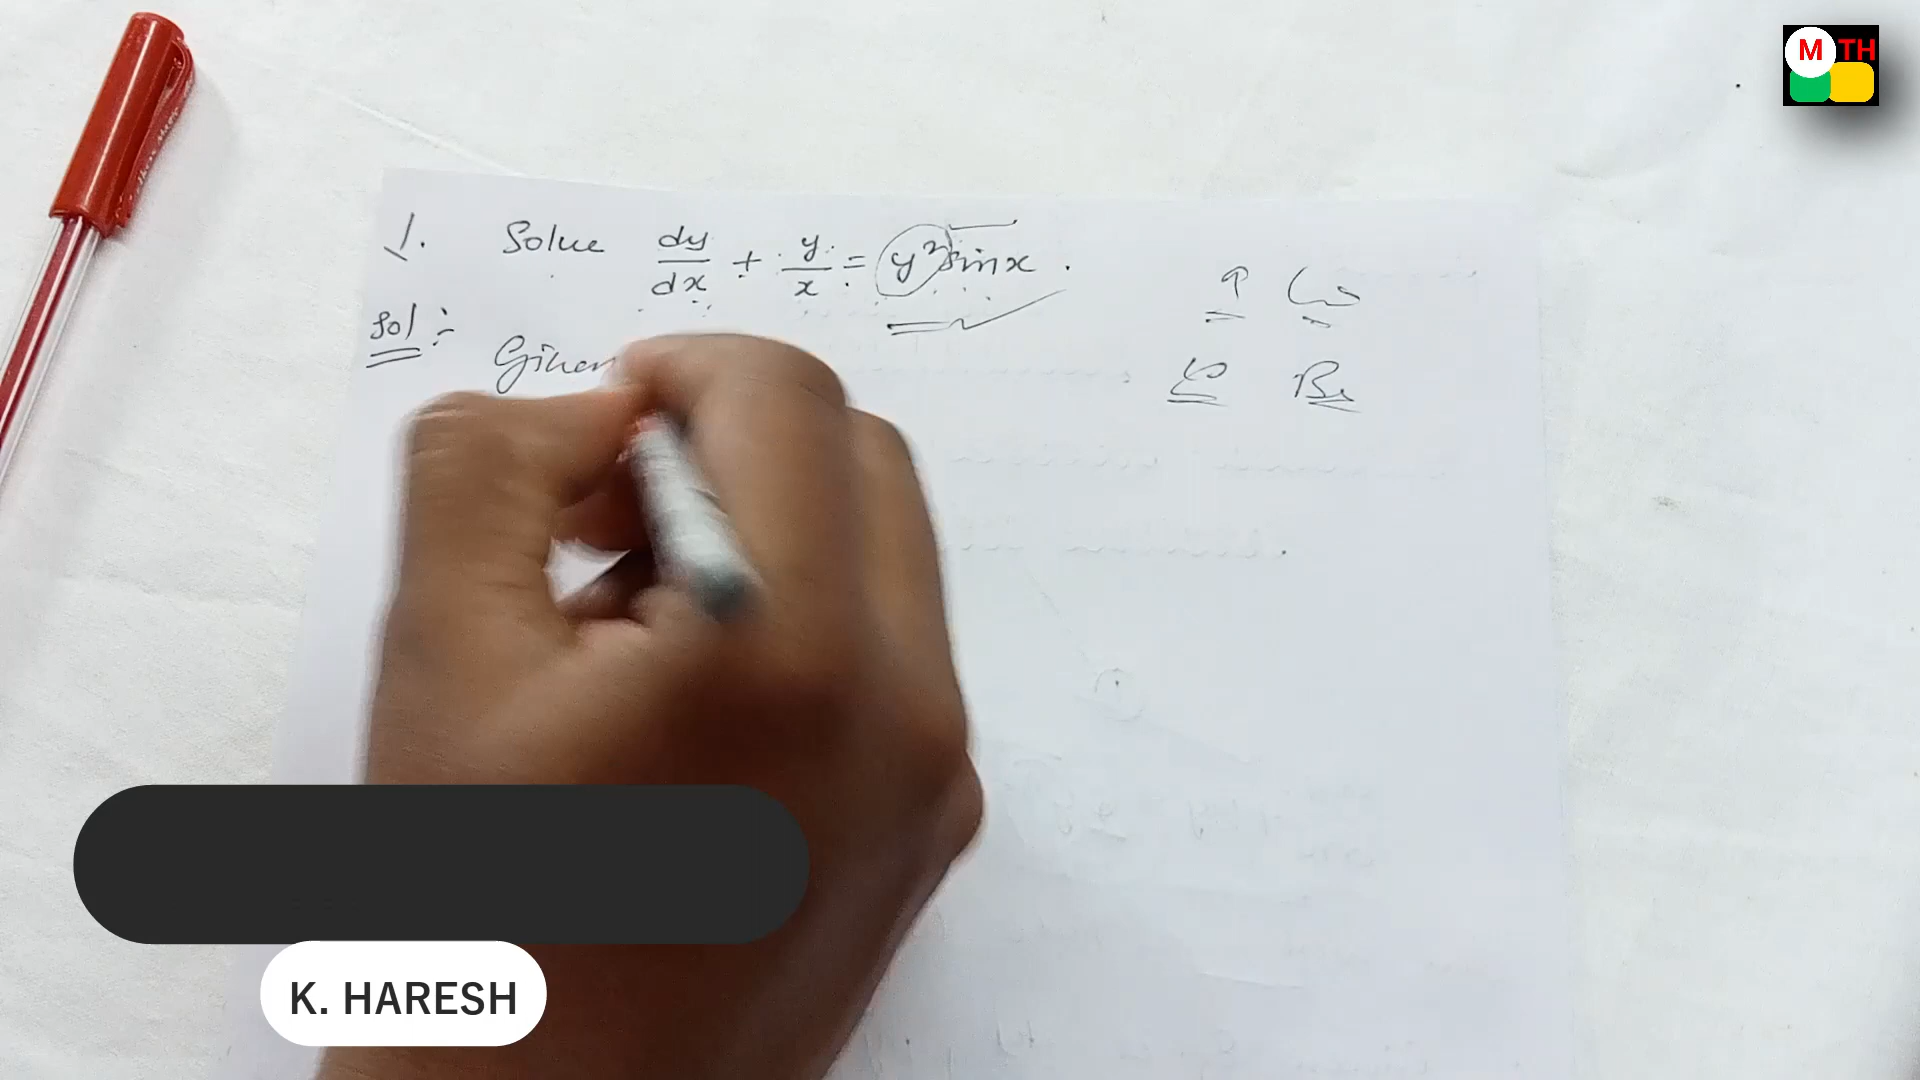 M TH
1. Solve dy/dx + y/x = y² sinx .
Sol :- Given
K. HARESH